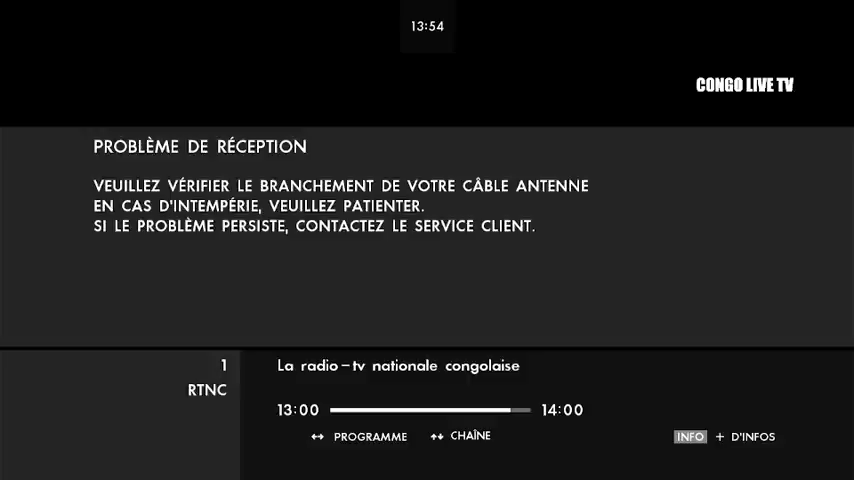 13:54
CONGO LIVE TV
PROBLÈME DE RÉCEPTION
VEUILLEZ VÉRIFIER LE BRANCHEMENT DE VOTRE CÂBLE ANTENNE
EN CAS D'INTEMPÉRIE, VEUILLEZ PATIENTER.
SI LE PROBLÈME PERSISTE, CONTACTEZ LE SERVICE CLIENT.
1
La radio-tv nationale congolaise
RTNC
13:00 14:00
PROGRAMME CHAÎNE INFO + D'INFOS